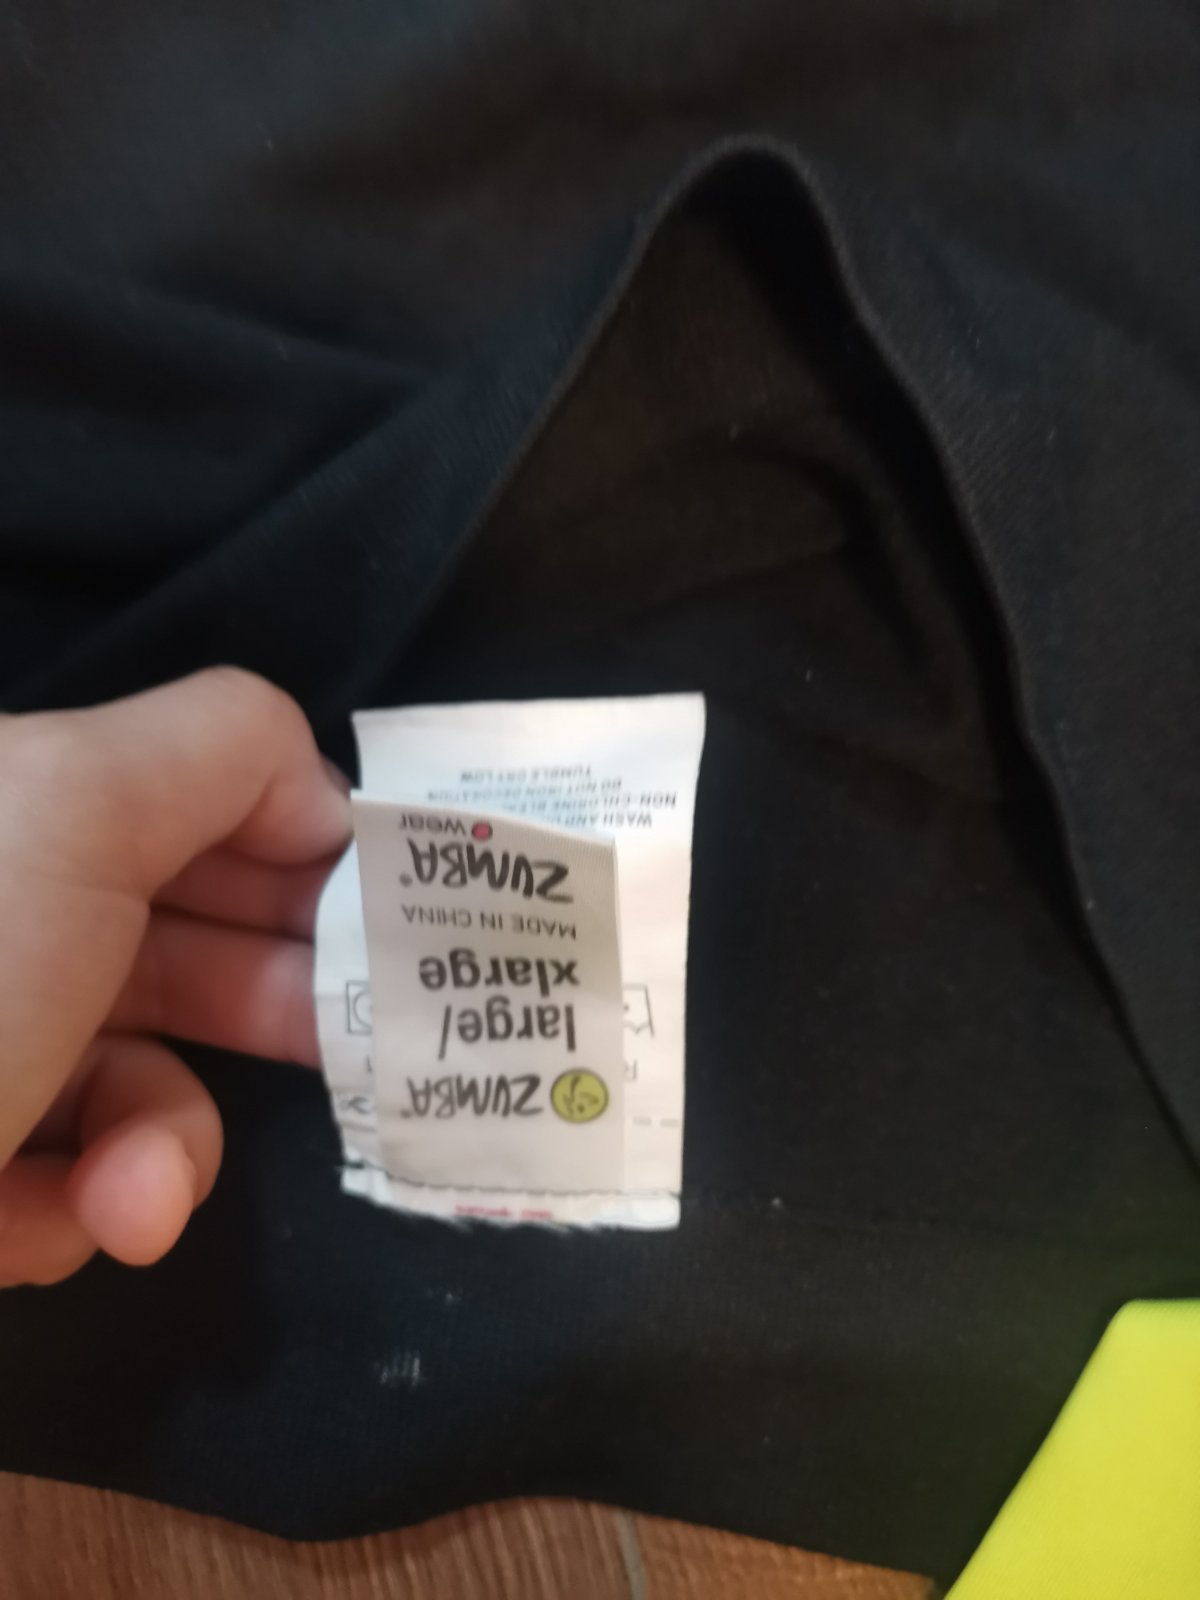 ZUMBA®
large/
xlarge
MADE IN CHINA
ZUMBA®
wear
WASH AND
NON-CHLORINE
DO NOT IRON DECORATION
TUMBLE DRY LOW